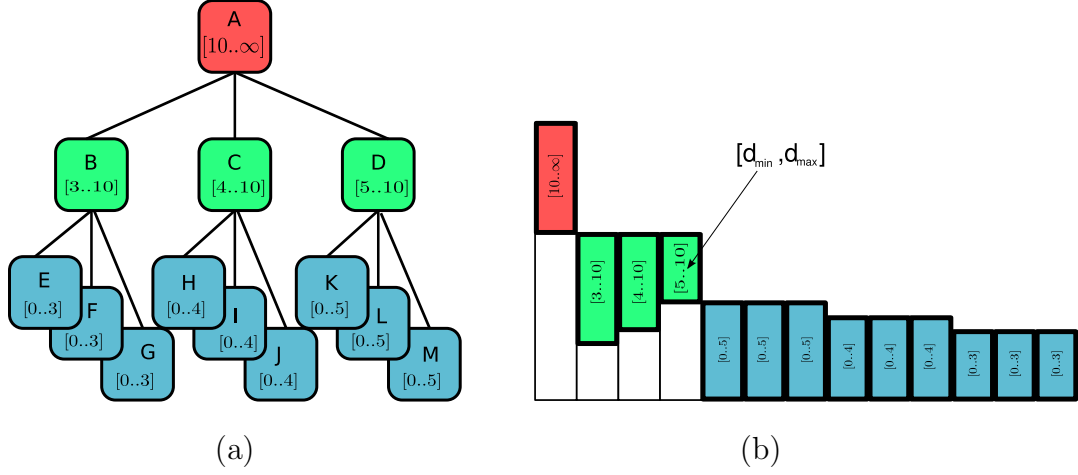 A
[10..∞]
B
[3..10]
C
[4..10]
D
[5..10]
E
[0..3]
F
[0..3]
G
[0..3]
H
[0..4]
I
[0..4]
J
[0..4]
K
[0..5]
L
[0..5]
M
[0..5]
(a)
[d_min ,d_max]
[10..∞]
[3..10]
[4..10]
[5..10]
[0..5]
[0..5]
[0..5]
[0..4]
[0..4]
[0..4]
[0..3]
[0..3]
[0..3]
(b)